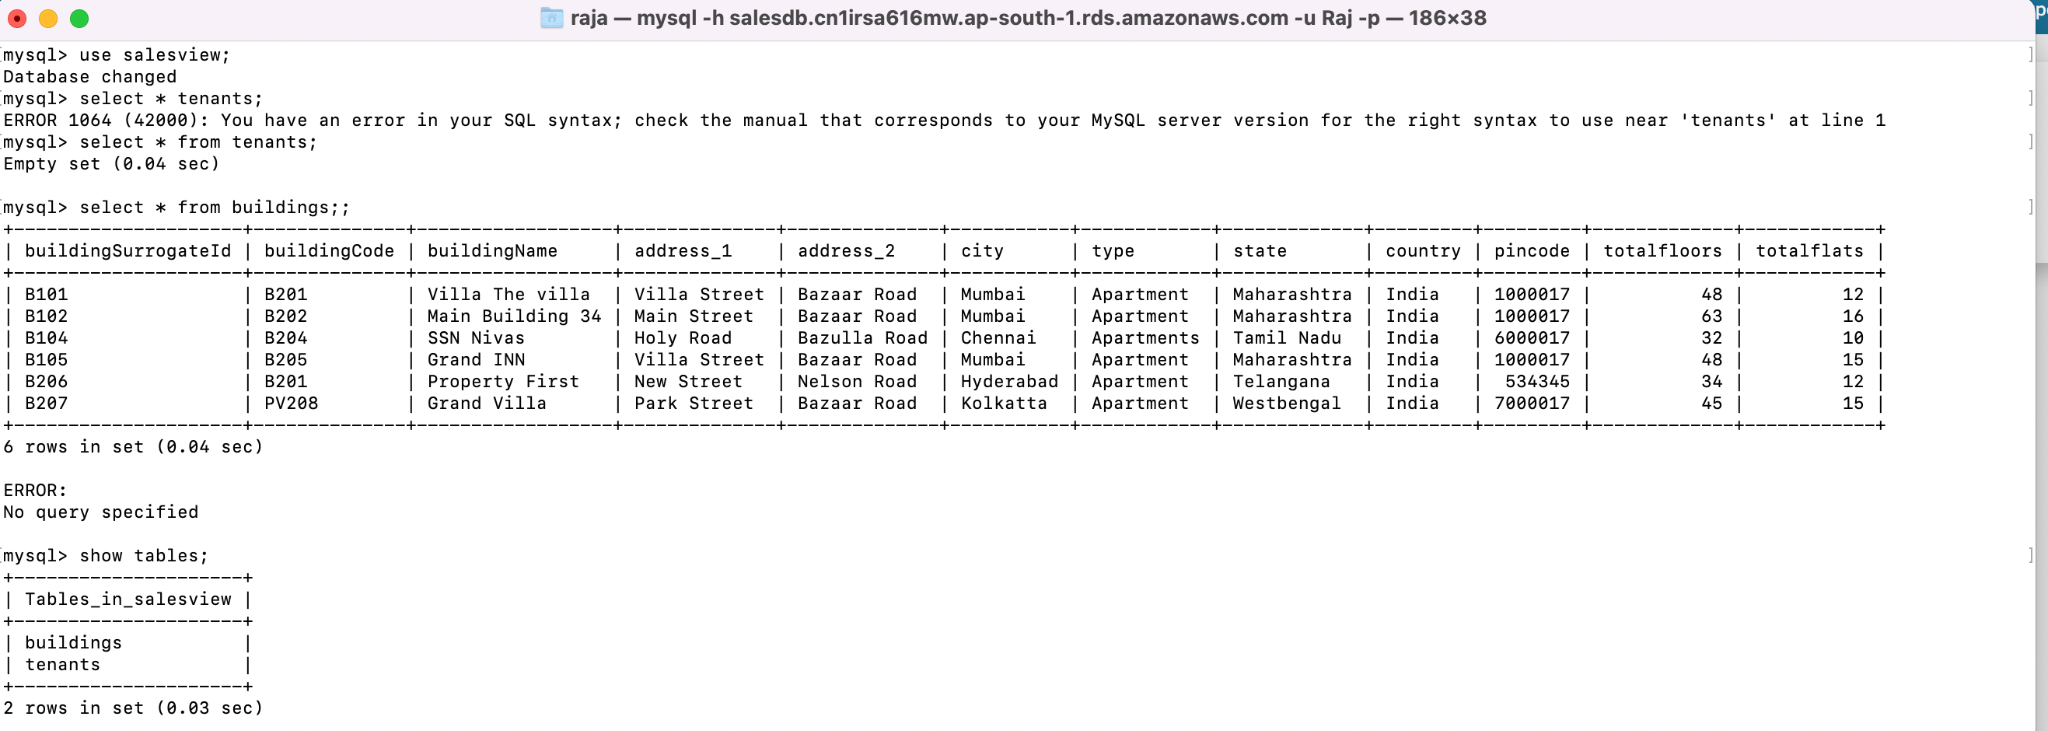 raja — mysql -h salesdb.cn1irsa616mw.ap-south-1.rds.amazonaws.com -u Raj -p — 186×38
mysql> use salesview;
Database changed
mysql> select * tenants;
ERROR 1064 (42000): You have an error in your SQL syntax; check the manual that corresponds to your MySQL server version for the right syntax to use near 'tenants' at line 1
mysql> select * from tenants;
Empty set (0.04 sec)
mysql> select * from buildings;;
+---------------------+--------------+------------------+--------------+--------------+-----------+------------+-------------+---------+---------+-------------+------------+
| buildingSurrogateId | buildingCode | buildingName     | address_1    | address_2    | city      | type       | state       | country | pincode | totalfloors | totalflats |
+---------------------+--------------+------------------+--------------+--------------+-----------+------------+-------------+---------+---------+-------------+------------+
| B101                | B201         | Villa The villa  | Villa Street | Bazaar Road  | Mumbai    | Apartment  | Maharashtra | India   | 1000017 |          48 |         12 |
| B102                | B202         | Main Building 34 | Main Street  | Bazaar Road  | Mumbai    | Apartment  | Maharashtra | India   | 1000017 |          63 |         16 |
| B104                | B204         | SSN Nivas        | Holy Road    | Bazulla Road | Chennai   | Apartments | Tamil Nadu  | India   | 6000017 |          32 |         10 |
| B105                | B205         | Grand INN        | Villa Street | Bazaar Road  | Mumbai    | Apartment  | Maharashtra | India   | 1000017 |          48 |         15 |
| B206                | B201         | Property First   | New Street   | Nelson Road  | Hyderabad | Apartment  | Telangana   | India   |  534345 |          34 |         12 |
| B207                | PV208        | Grand Villa      | Park Street  | Bazaar Road  | Kolkatta  | Apartment  | Westbengal  | India   | 7000017 |          45 |         15 |
+---------------------+--------------+------------------+--------------+--------------+-----------+------------+-------------+---------+---------+-------------+------------+
6 rows in set (0.04 sec)
ERROR:
No query specified
mysql> show tables;
+---------------------+
| Tables_in_salesview |
+---------------------+
| buildings           |
| tenants             |
+---------------------+
2 rows in set (0.03 sec)